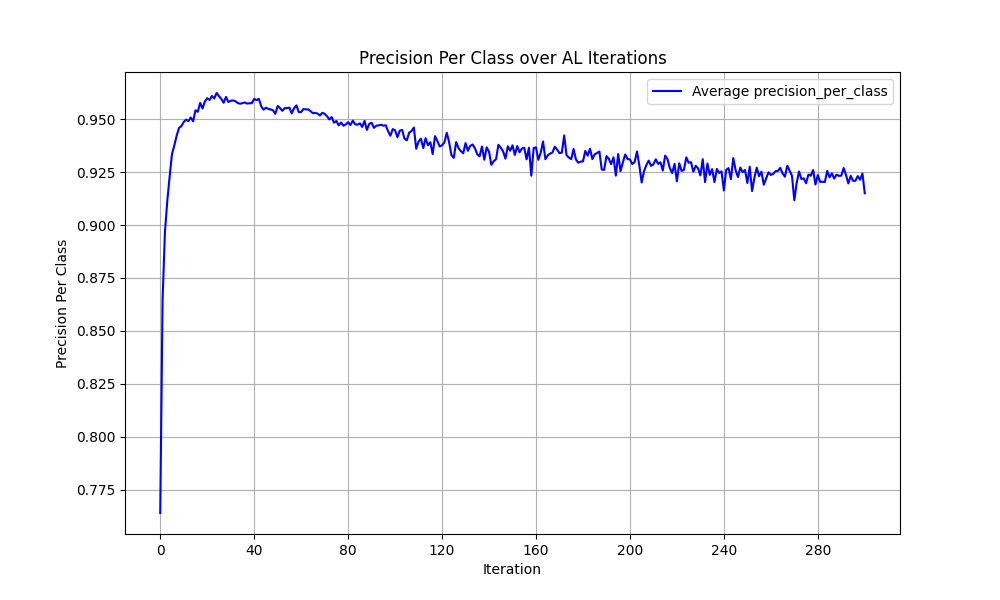 Precision Per Class over AL Iterations
Average precision_per_class
Precision Per Class
0.950
0.925
0.900
0.875
0.850
0.825
0.800
0.775
0 40 80 120 160 200 240 280
Iteration